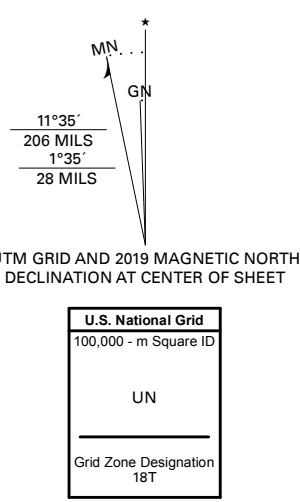 MN
GN
11°35´
206 MILS
1°35´
28 MILS
UTM GRID AND 2019 MAGNETIC NORTH
DECLINATION AT CENTER OF SHEET
U.S. National Grid
100,000 - m Square ID
UN
Grid Zone Designation
18T